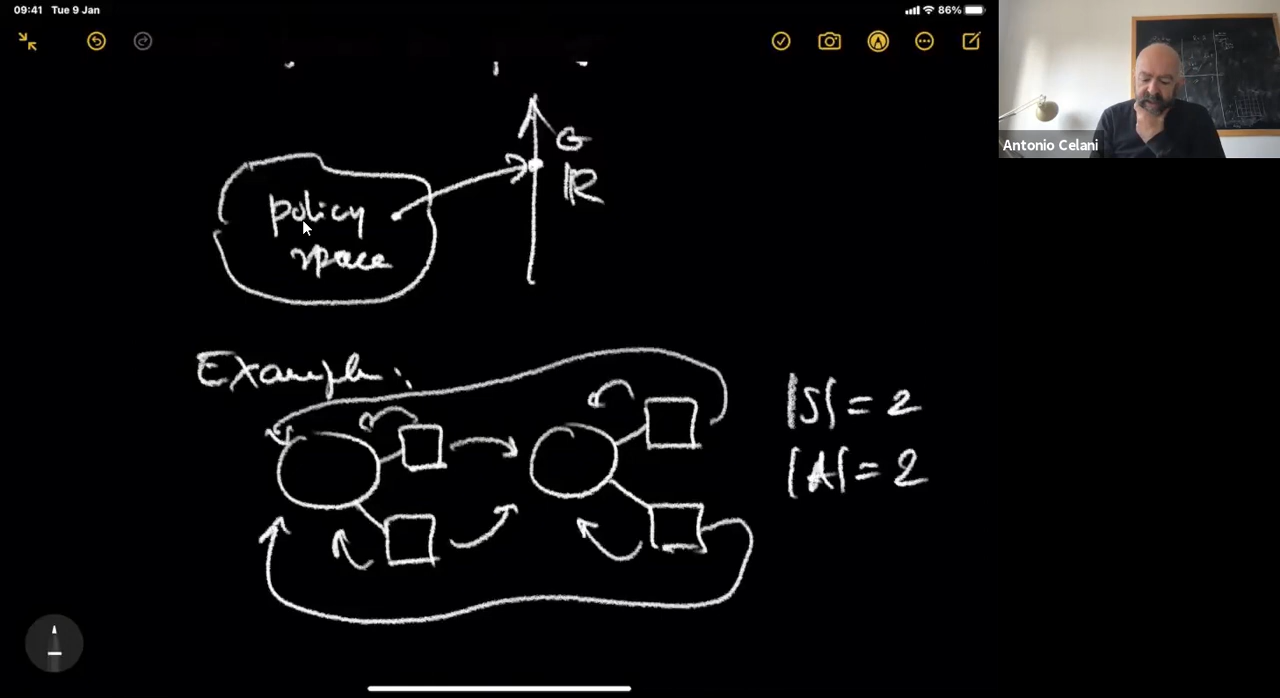 09:41 Tue 9 Jan
86%
Antonio Celani
G
ℝ
policy
space
Example:
|S| = 2
|A| = 2